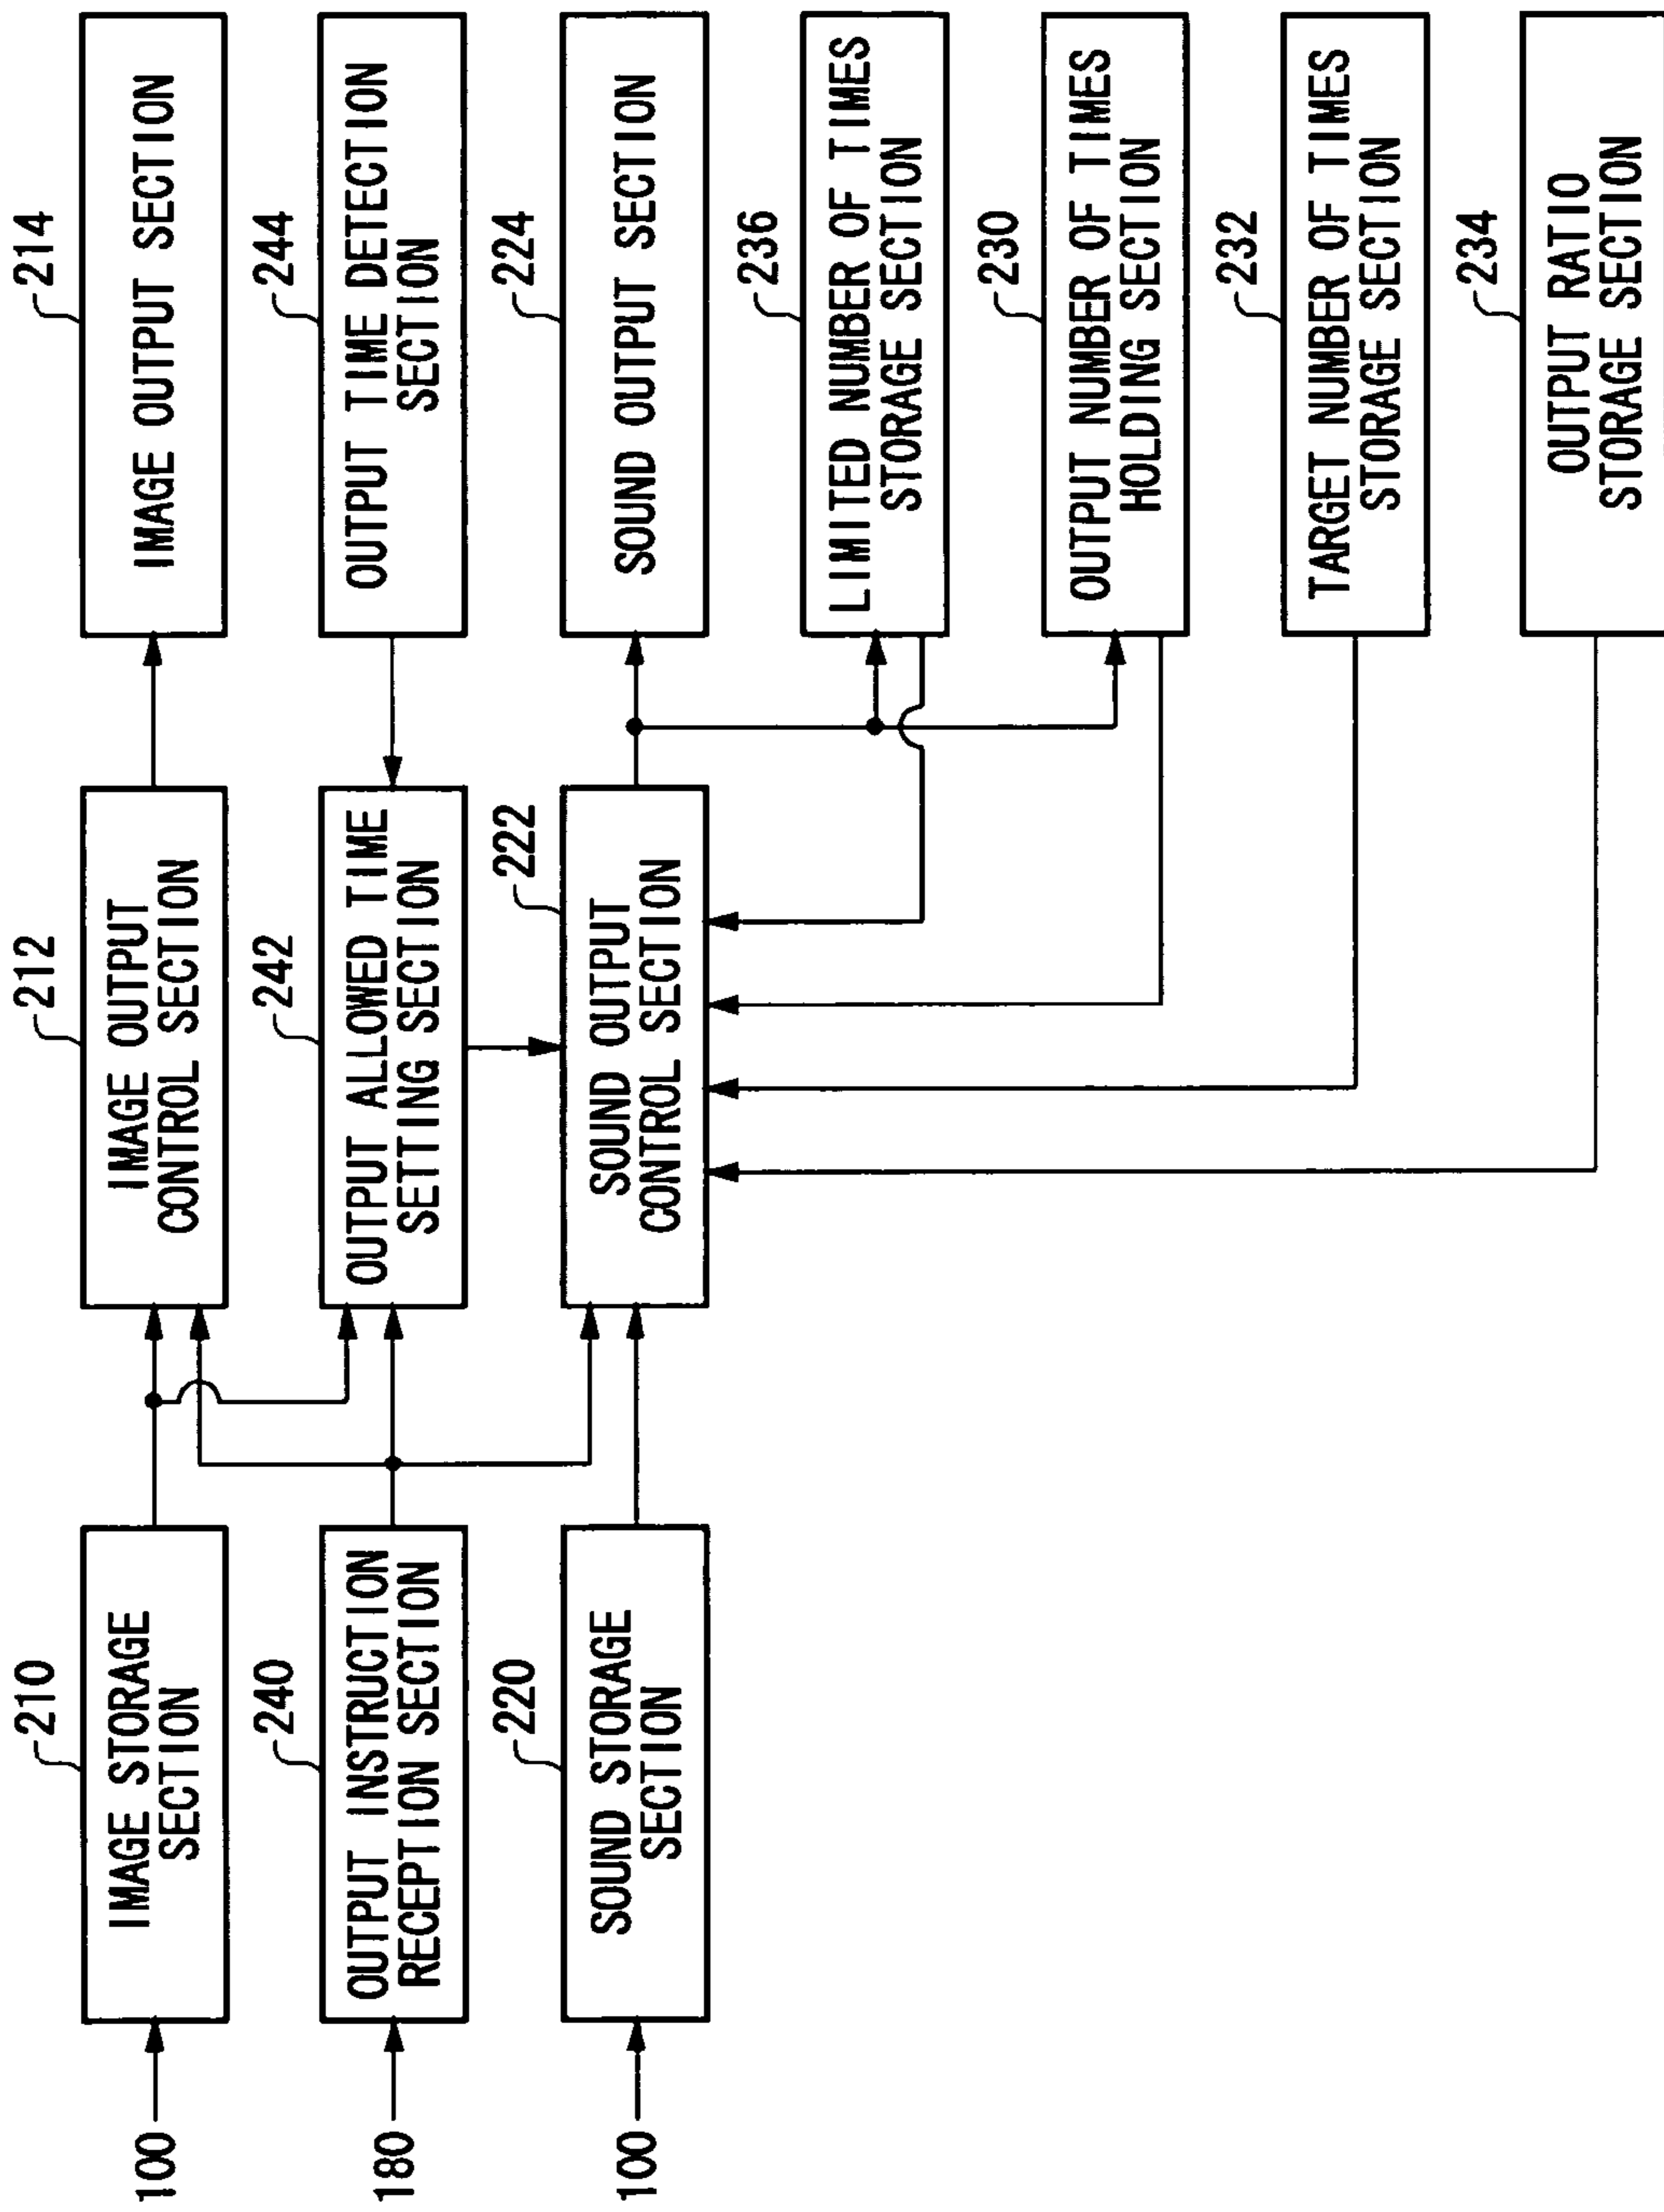 100
210
IMAGE STORAGE
SECTION
212
IMAGE OUTPUT
CONTROL SECTION
214
IMAGE OUTPUT SECTION
180
240
OUTPUT INSTRUCTION
RECEPTION SECTION
242
OUTPUT ALLOWED TIME
SETTING SECTION
244
OUTPUT TIME DETECTION
SECTION
100
220
SOUND STORAGE
SECTION
222
SOUND OUTPUT
CONTROL SECTION
224
SOUND OUTPUT SECTION
236
LIMITED NUMBER OF TIMES
STORAGE SECTION
230
OUTPUT NUMBER OF TIMES
HOLDING SECTION
232
TARGET NUMBER OF TIMES
STORAGE SECTION
234
OUTPUT RATIO
STORAGE SECTION